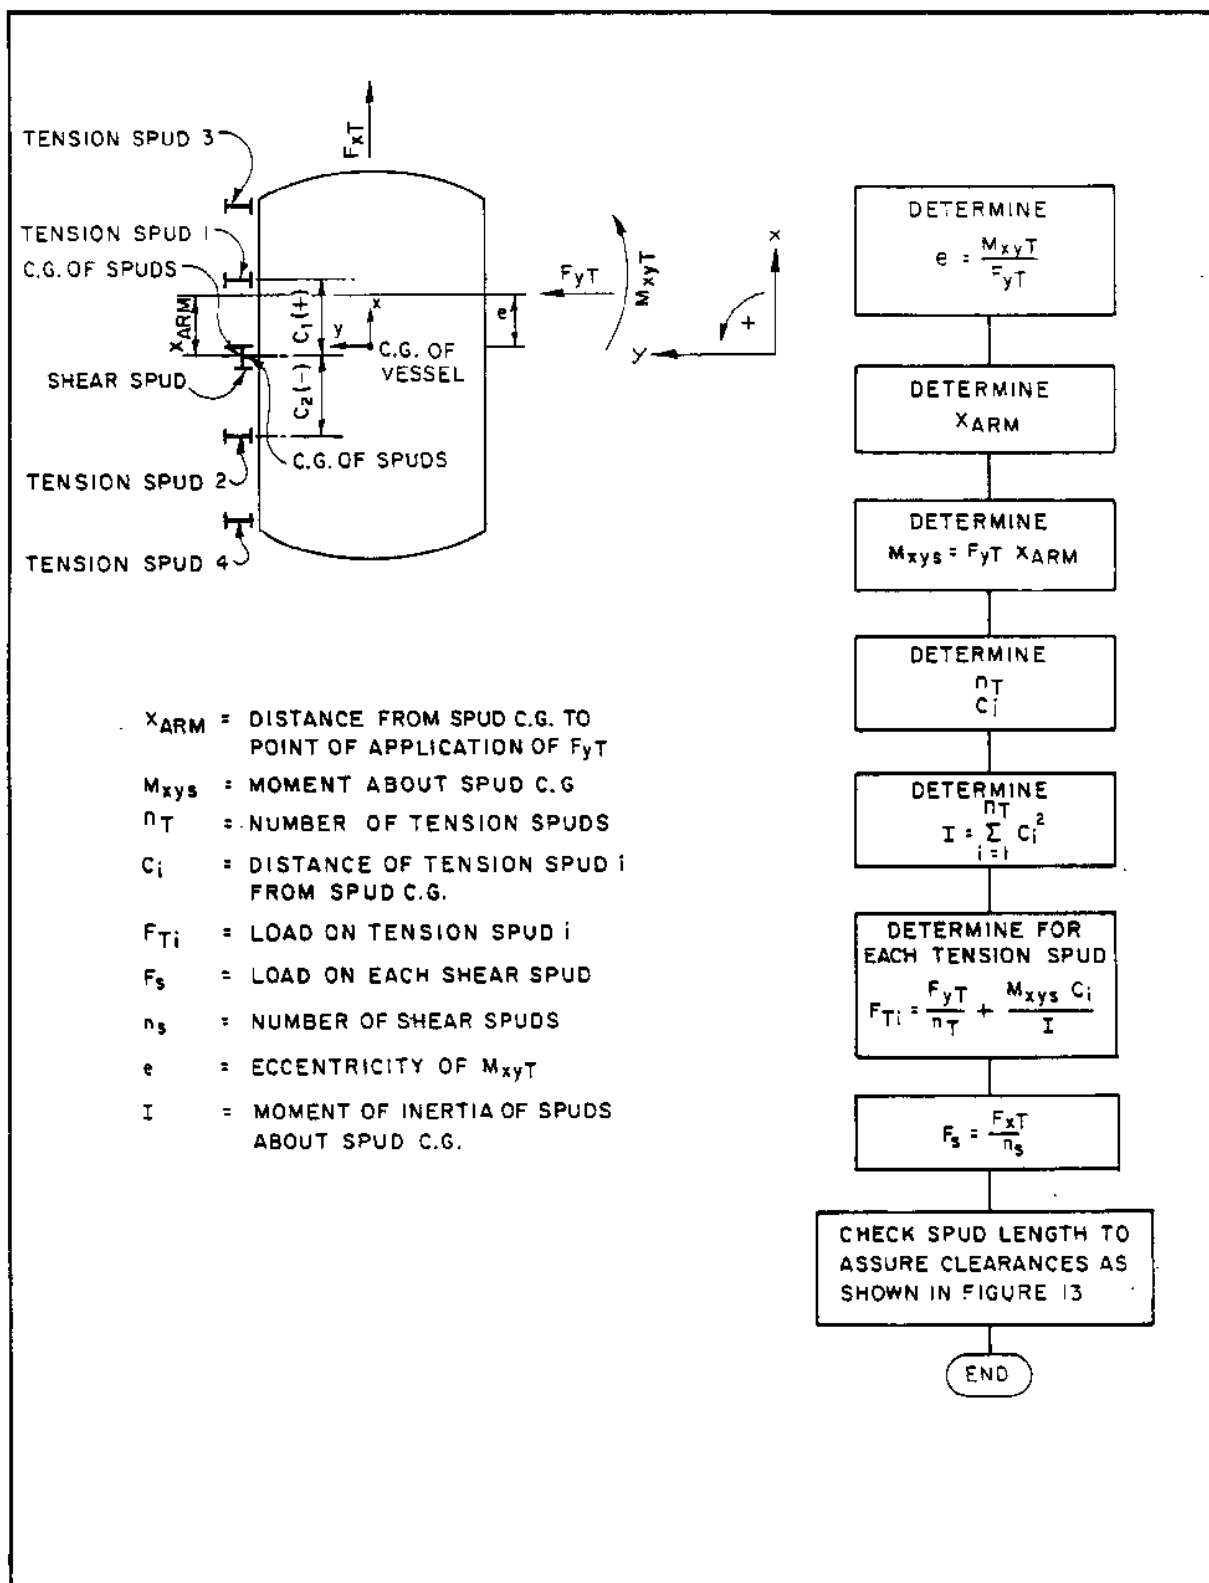 FxT
TENSION SPUD 3
TENSION SPUD 1
C.G. OF SPUDS
XARM
C1(+)
x
y
C.G. OF
VESSEL
e
FyT
MxyT
x
+
y
SHEAR SPUD
C2(-)
C.G. OF SPUDS
TENSION SPUD 2
TENSION SPUD 4
XARM = DISTANCE FROM SPUD C.G. TO
POINT OF APPLICATION OF FyT
Mxys = MOMENT ABOUT SPUD C.G
nT = NUMBER OF TENSION SPUDS
Ci = DISTANCE OF TENSION SPUD i
FROM SPUD C.G.
FTi = LOAD ON TENSION SPUD i
Fs = LOAD ON EACH SHEAR SPUD
ns = NUMBER OF SHEAR SPUDS
e = ECCENTRICITY OF MxyT
I = MOMENT OF INERTIA OF SPUDS
ABOUT SPUD C.G.
DETERMINE
e = MxyT / FyT
DETERMINE
XARM
DETERMINE
Mxys = FyT XARM
DETERMINE
nT
Ci
DETERMINE
nT
I = Σ Ci²
i = 1
DETERMINE FOR
EACH TENSION SPUD
FTi = FyT / nT + Mxys Ci / I
Fs = FxT / ns
CHECK SPUD LENGTH TO
ASSURE CLEARANCES AS
SHOWN IN FIGURE 13
END